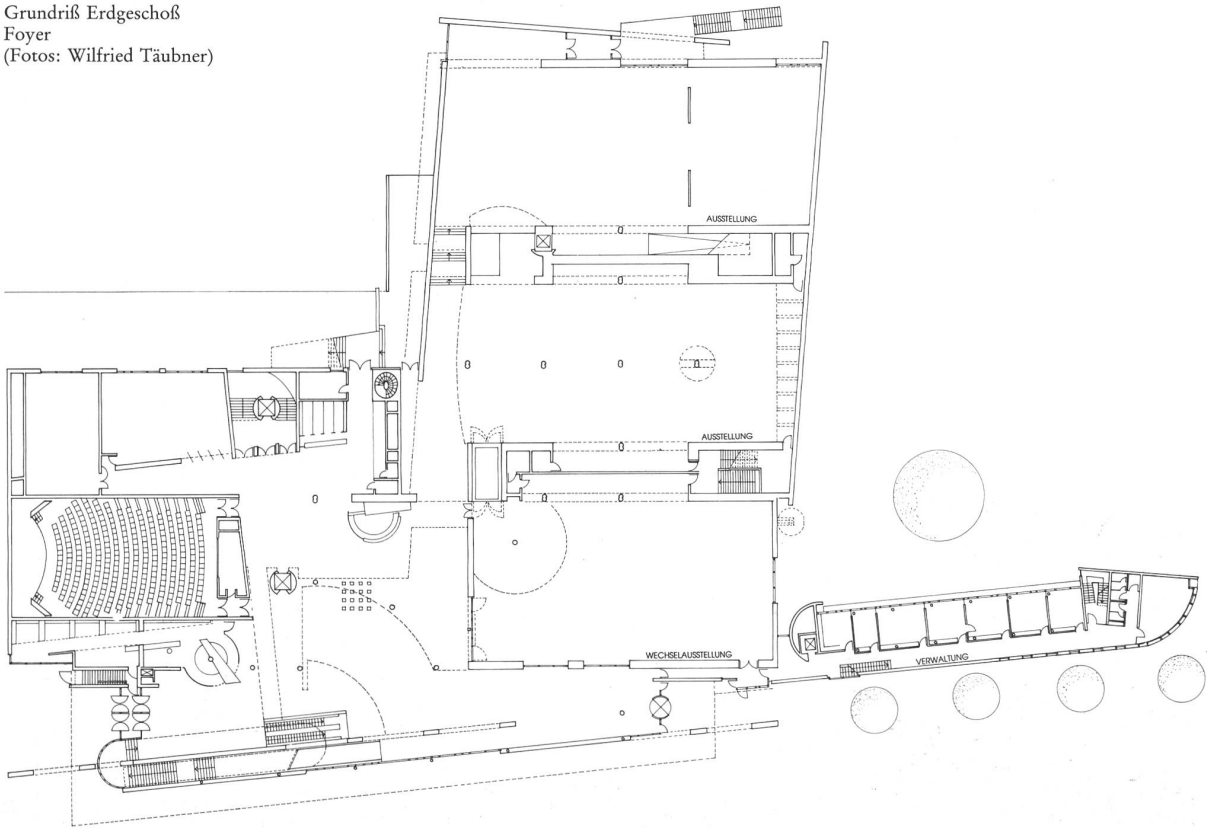 Grundriß Erdgeschoß
Foyer
(Fotos: Wilfried Täubner)
AUSSTELLUNG
AUSSTELLUNG
WECHSELAUSSTELLUNG
VERWALTUNG